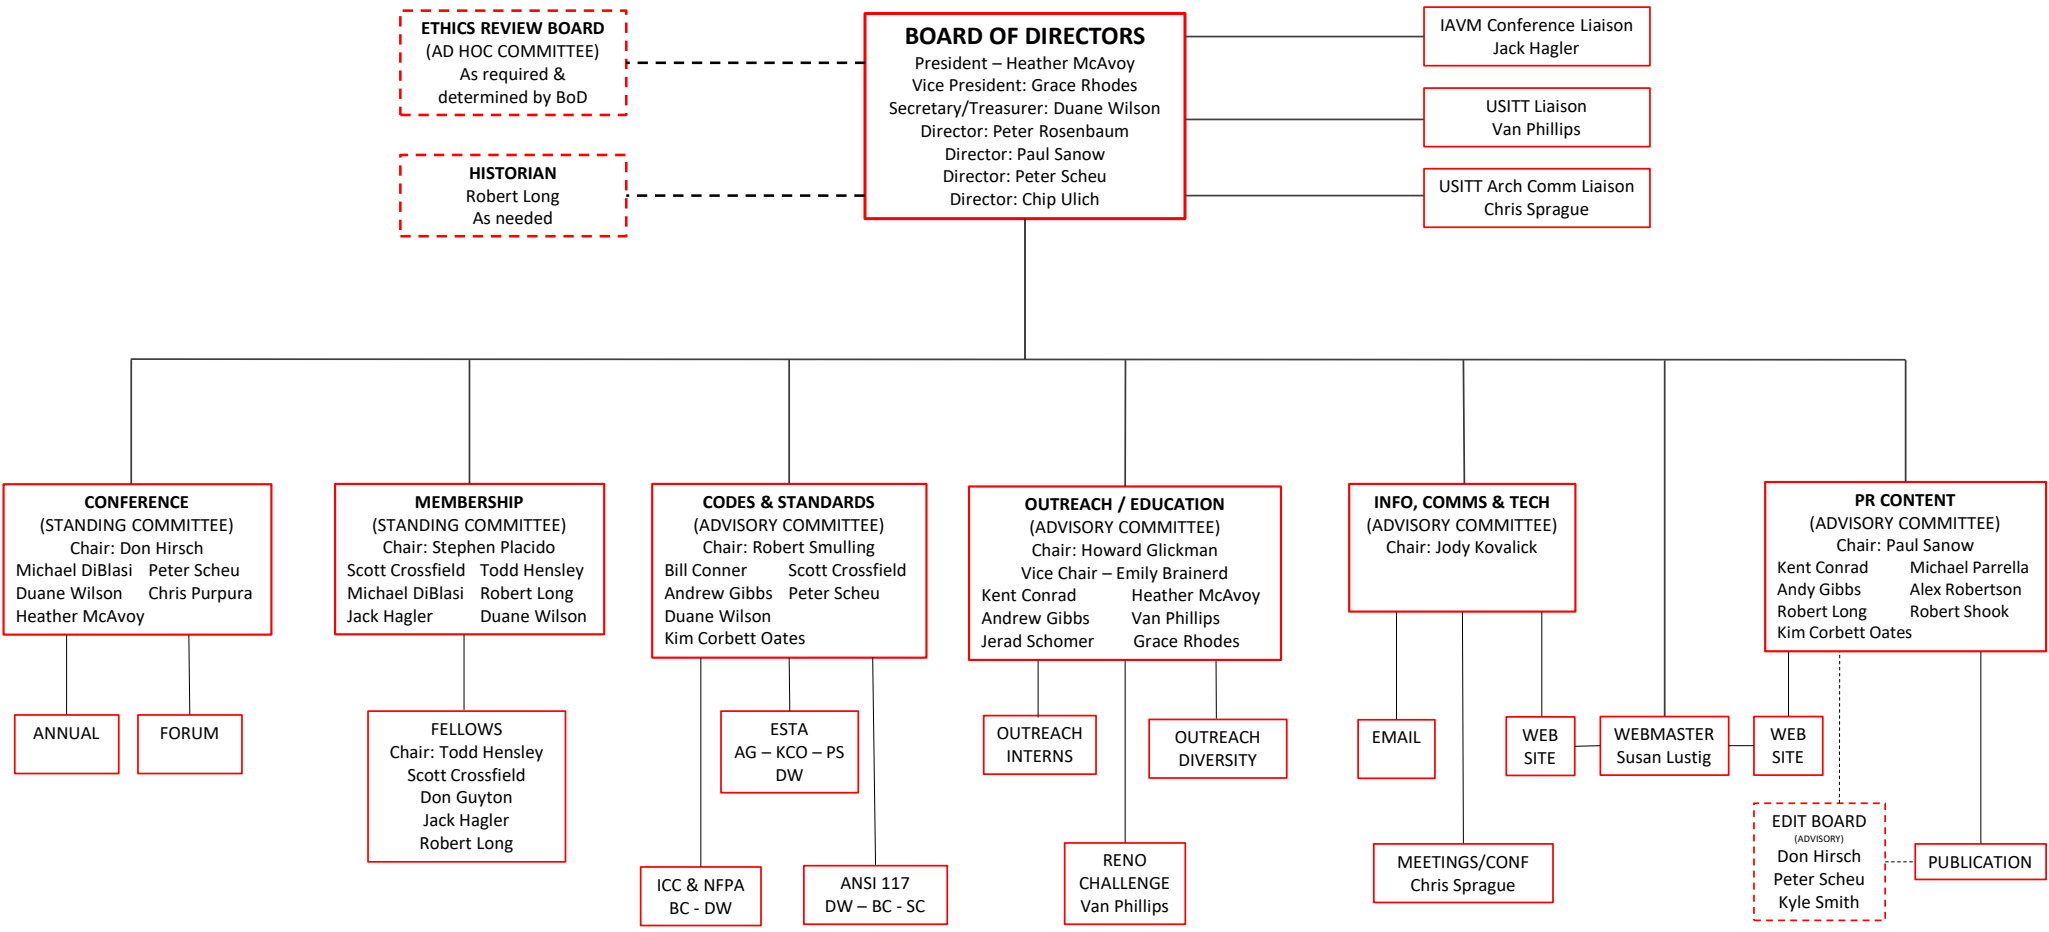 ETHICS REVIEW BOARD
(AD HOC COMMITTEE)
As required &
determined by BoD
HISTORIAN
Robert Long
As needed
BOARD OF DIRECTORS
President – Heather McAvoy
Vice President: Grace Rhodes
Secretary/Treasurer: Duane Wilson
Director: Peter Rosenbaum
Director: Paul Sanow
Director: Peter Scheu
Director: Chip Ulich
IAVM Conference Liaison
Jack Hagler
USITT Liaison
Van Phillips
USITT Arch Comm Liaison
Chris Sprague
CONFERENCE
(STANDING COMMITTEE)
Chair: Don Hirsch
Michael DiBlasi Peter Scheu
Duane Wilson Chris Purpura
Heather McAvoy
ANNUAL
FORUM
MEMBERSHIP
(STANDING COMMITTEE)
Chair: Stephen Placido
Scott Crossfield Todd Hensley
Michael DiBlasi Robert Long
Jack Hagler Duane Wilson
FELLOWS
Chair: Todd Hensley
Scott Crossfield
Don Guyton
Jack Hagler
Robert Long
CODES & STANDARDS
(ADVISORY COMMITTEE)
Chair: Robert Smulling
Bill Conner Scott Crossfield
Andrew Gibbs Peter Scheu
Duane Wilson
Kim Corbett Oates
ESTA
AG – KCO – PS
DW
ICC & NFPA
BC - DW
ANSI 117
DW – BC - SC
OUTREACH / EDUCATION
(ADVISORY COMMITTEE)
Chair: Howard Glickman
Vice Chair – Emily Brainerd
Kent Conrad Heather McAvoy
Andrew Gibbs Van Phillips
Jerad Schomer Grace Rhodes
OUTREACH
INTERNS
OUTREACH
DIVERSITY
RENO
CHALLENGE
Van Phillips
INFO, COMMS & TECH
(ADVISORY COMMITTEE)
Chair: Jody Kovalick
EMAIL
WEB
SITE
MEETINGS/CONF
Chris Sprague
WEBMASTER
Susan Lustig
PR CONTENT
(ADVISORY COMMITTEE)
Chair: Paul Sanow
Kent Conrad Michael Parrella
Andy Gibbs Alex Robertson
Robert Long Robert Shook
Kim Corbett Oates
WEB
SITE
EDIT BOARD
(ADVISORY)
Don Hirsch
Peter Scheu
Kyle Smith
PUBLICATION